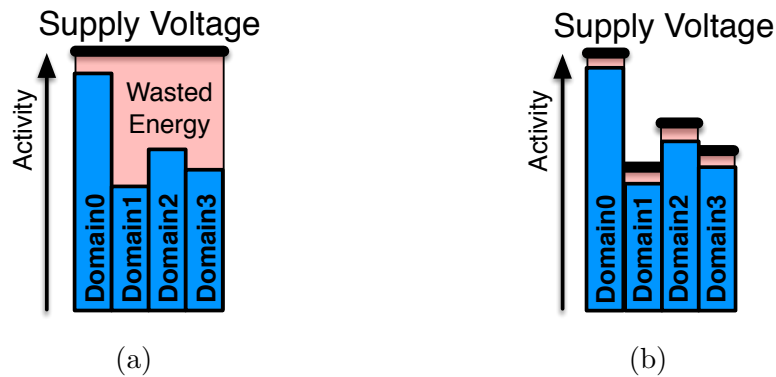 Supply Voltage
Activity
Wasted
Energy
Domain0
Domain1
Domain2
Domain3
(a)
Supply Voltage
Activity
Domain0
Domain1
Domain2
Domain3
(b)